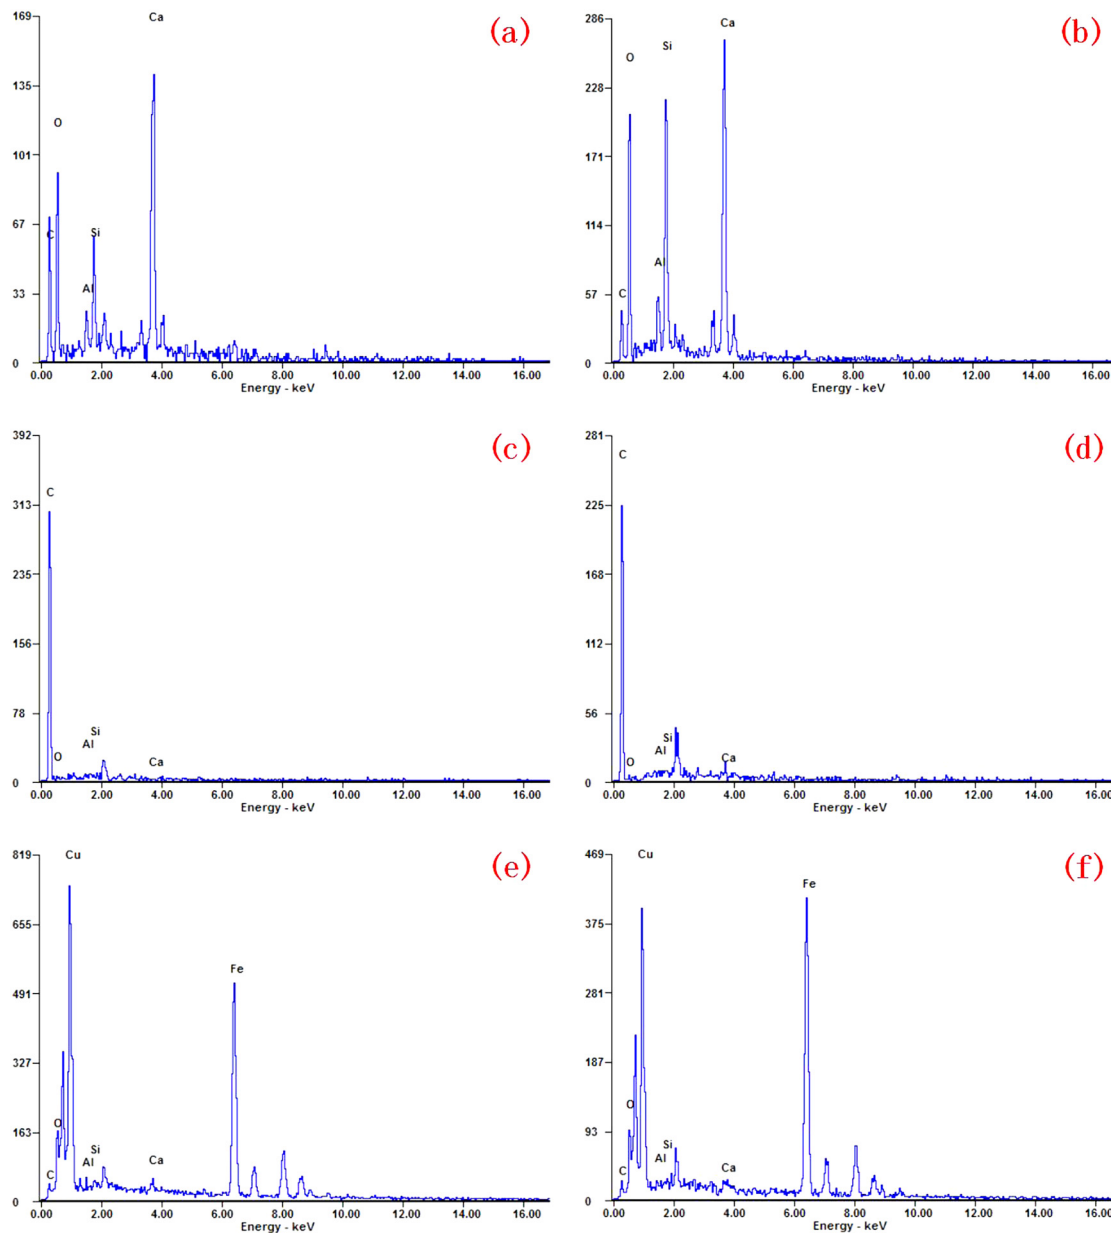 169
Ca
(a)
135
O
101
67
C
Si
33
Al
0
0.00 2.00 4.00 6.00 8.00 10.00 12.00 14.00 16.00
Energy - keV
286
Ca
(b)
Si
O
228
171
114
Al
57
C
0
0.00 2.00 4.00 6.00 8.00 10.00 12.00 14.00 16.0
Energy - keV
392
(c)
C
313
235
156
78
Si
Al
O
Ca
0
0.00 2.00 4.00 6.00 8.00 10.00 12.00 14.00 16.00
Energy - keV
281
(d)
C
225
168
112
56
Si
Al
O
Ca
0
0.00 2.00 4.00 6.00 8.00 10.00 12.00 14.00 16.00
Energy - keV
819
Cu
(e)
655
491
Fe
327
163
O
Si
Al
Ca
C
0
0.00 2.00 4.00 6.00 8.00 10.00 12.00 14.00 16.00
Energy - keV
469
Cu
(f)
Fe
375
281
187
O
93
Si
Al
Ca
C
0
0.00 2.00 4.00 6.00 8.00 10.00 12.00 14.00 16.00
Energy - keV